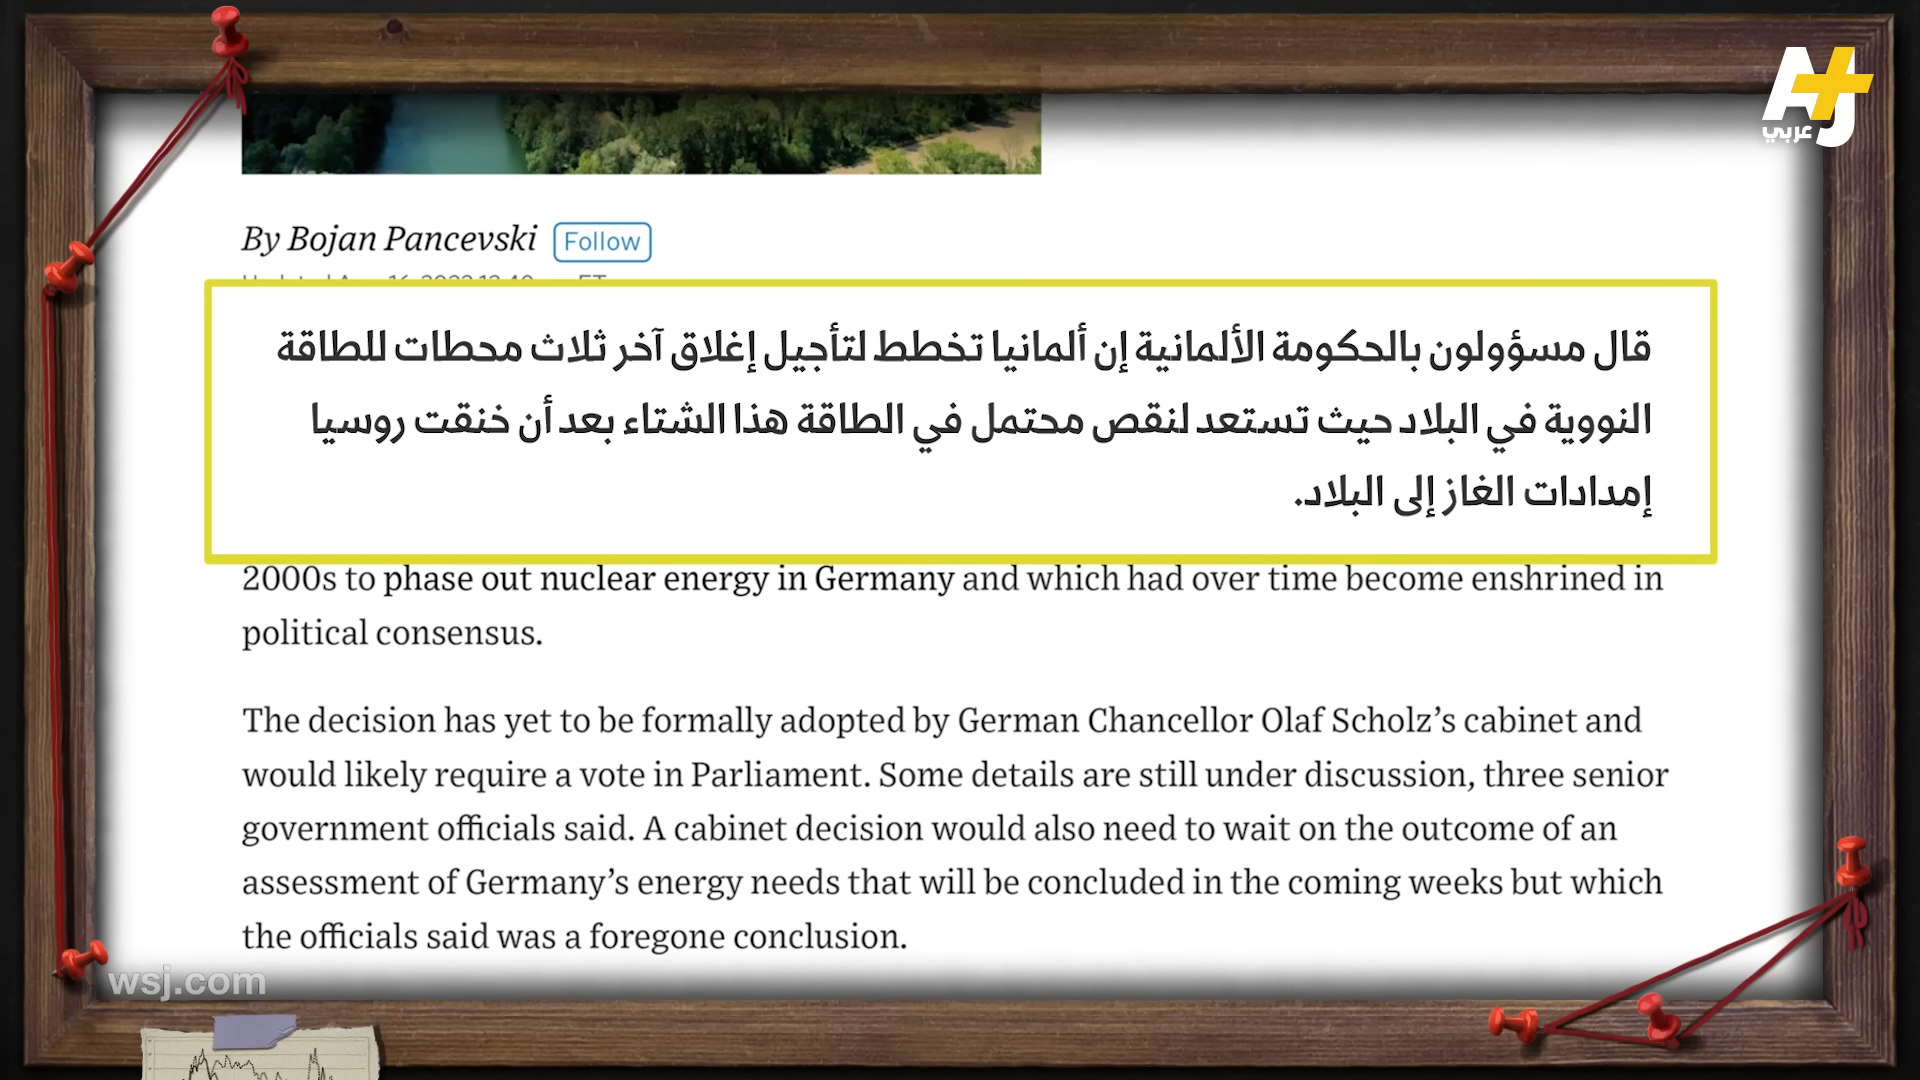 عربي
By Bojan Pancevski Follow
قال مسؤولون بالحكومة الألمانية إن ألمانيا تخطط لتأجيل إغلاق آخر ثلاث محطات للطاقة
النووية في البلاد حيث تستعد لنقص محتمل في الطاقة هذا الشتاء بعد أن خنقت روسيا
إمدادات الغاز إلى البلاد.
2000s to phase out nuclear energy in Germany and which had over time become enshrined in
political consensus.
The decision has yet to be formally adopted by German Chancellor Olaf Scholz’s cabinet and
would likely require a vote in Parliament. Some details are still under discussion, three senior
government officials said. A cabinet decision would also need to wait on the outcome of an
assessment of Germany’s energy needs that will be concluded in the coming weeks but which
the officials said was a foregone conclusion.
wsj.com